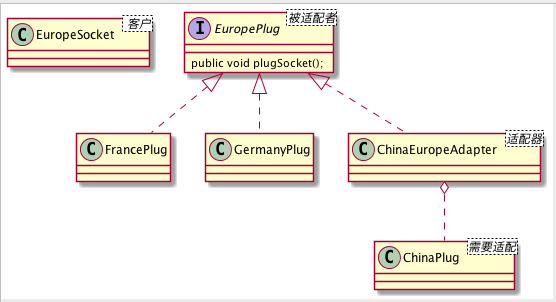 C EuropeSocket 客户
I EuropePlug 被适配者
public void plugSocket();
C FrancePlug
C GermanyPlug
C ChinaEuropeAdapter 适配器
C ChinaPlug 需要适配